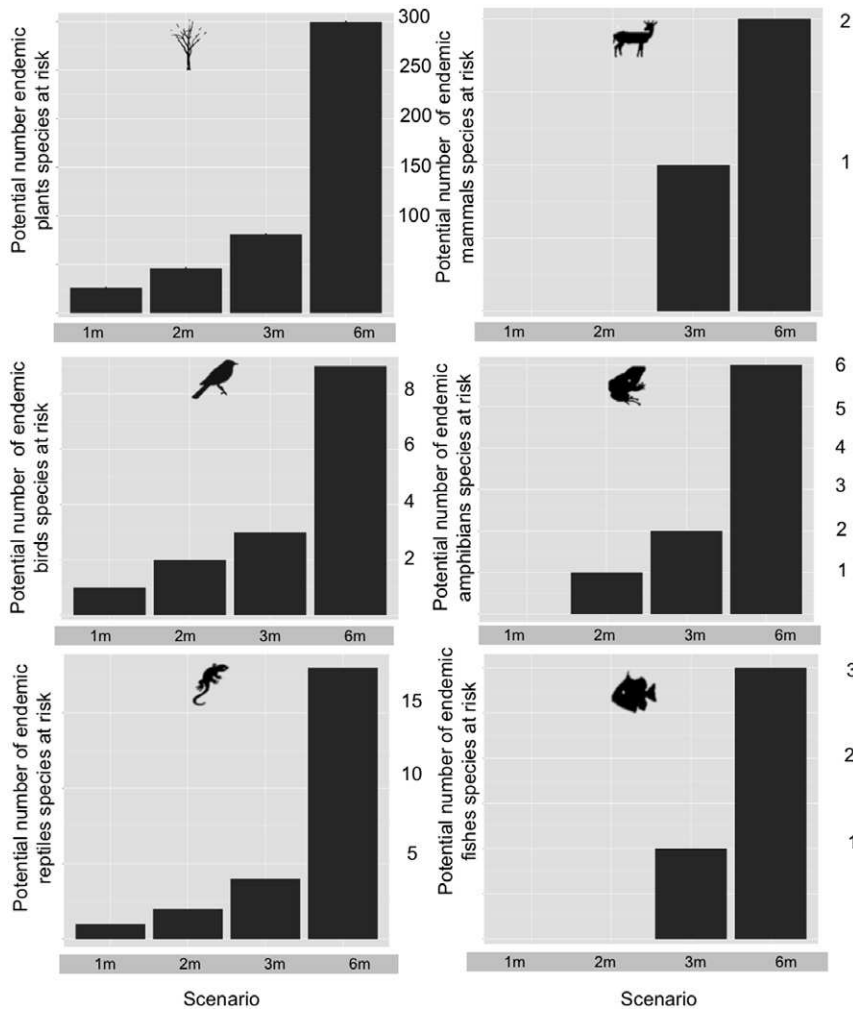 Potential number endemic
plants species at risk
300
250
200
150
100
1m 2m 3m 6m
Potential number of endemic
mammals species at risk
2
1
1m 2m 3m 6m
Potential number of endemic
birds species at risk
8
6
4
2
1m 2m 3m 6m
Potential number of endemic
amphibians species at risk
6
5
4
3
2
1
1m 2m 3m 6m
Potential number of endemic
reptiles species at risk
15
10
5
1m 2m 3m 6m
Scenario
Potential number of endemic
fishes species at risk
3
2
1
1m 2m 3m 6m
Scenario